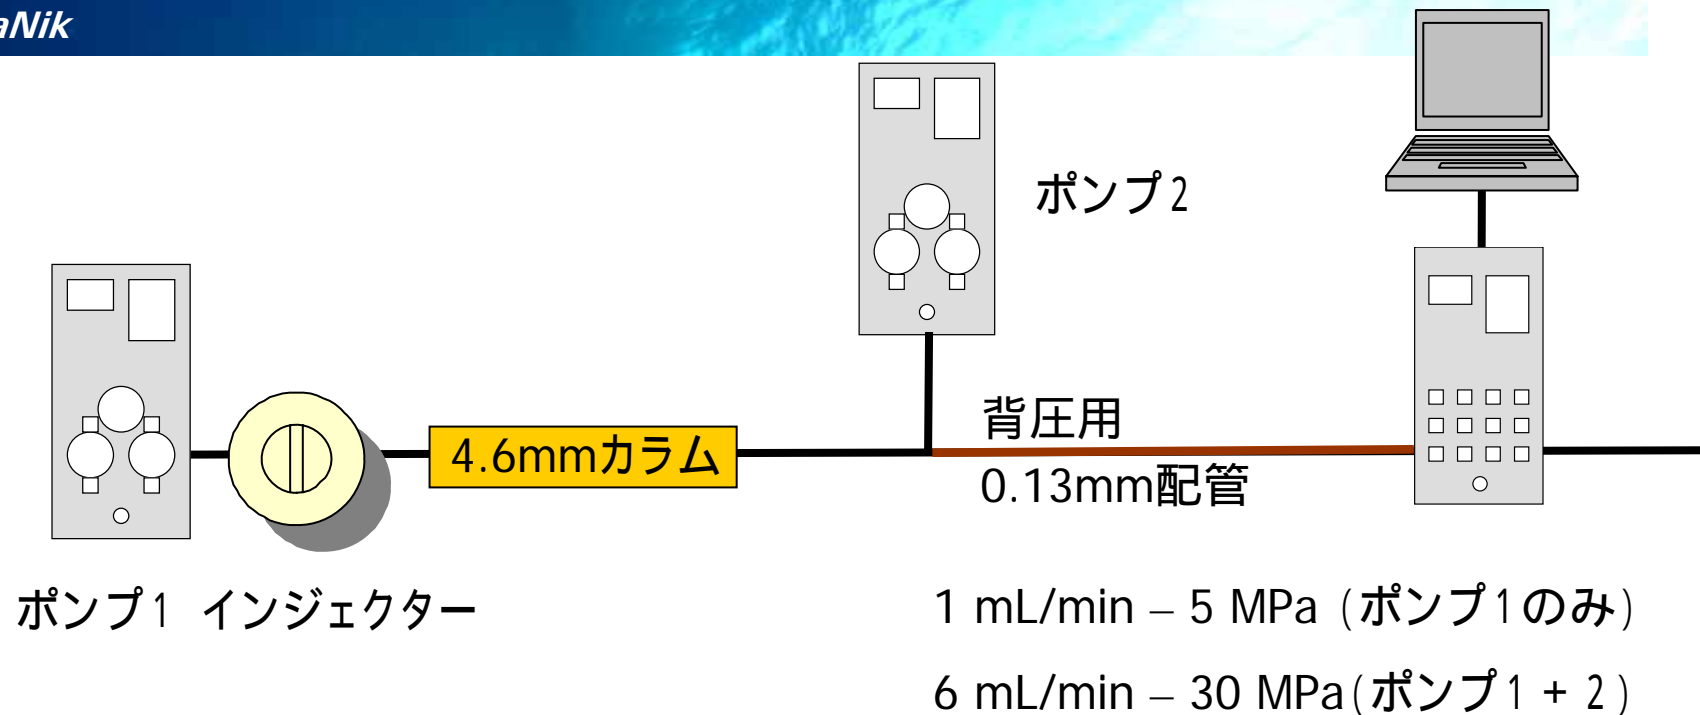 aNik
ポンプ2
背圧用
4.6mmカラム
0.13mm配管
ポンプ1 インジェクター
1 mL/min – 5 MPa (ポンプ1のみ)
6 mL/min – 30 MPa(ポンプ1 + 2)